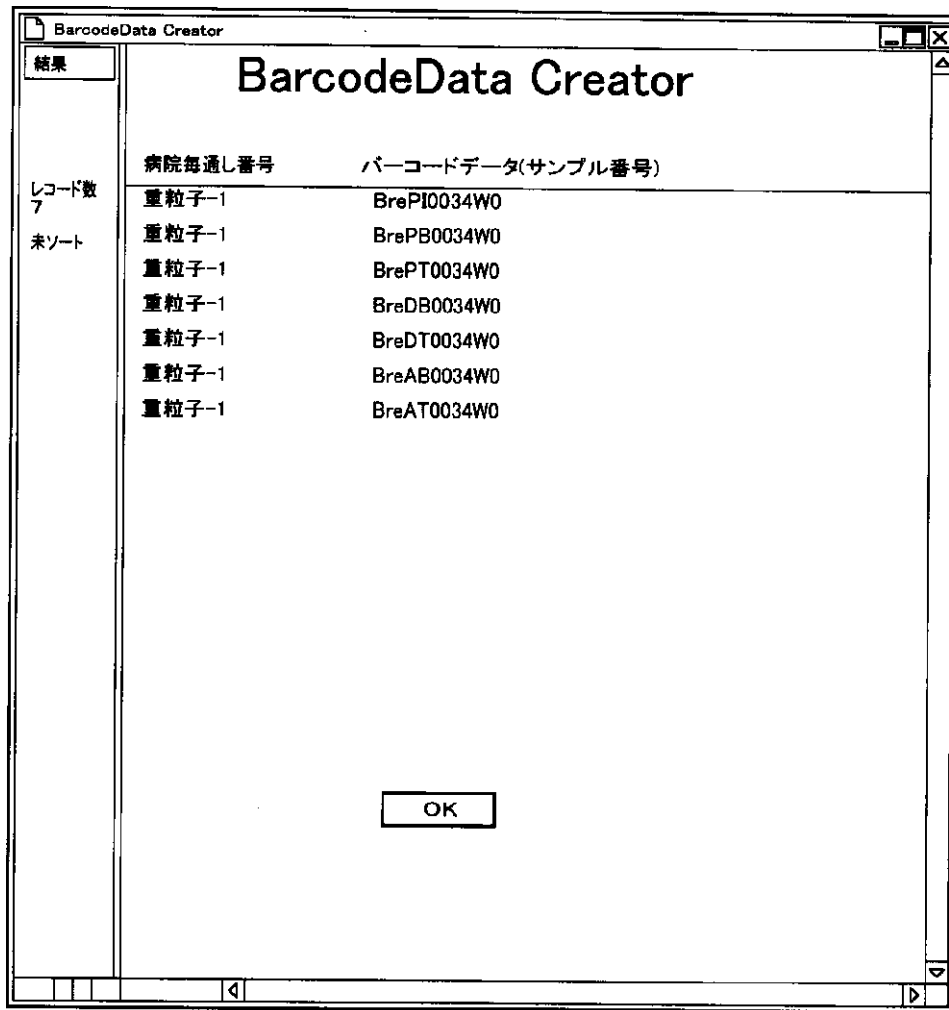 BarcodeData Creator
結果
BarcodeData Creator
レコード数
7
未ソート
病院毎通し番号 バーコードデータ(サンプル番号)
重粒子-1 BrePI0034W0
重粒子-1 BrePB0034W0
重粒子-1 BrePT0034W0
重粒子-1 BreDB0034W0
重粒子-1 BreDT0034W0
重粒子-1 BreAB0034W0
重粒子-1 BreAT0034W0
OK